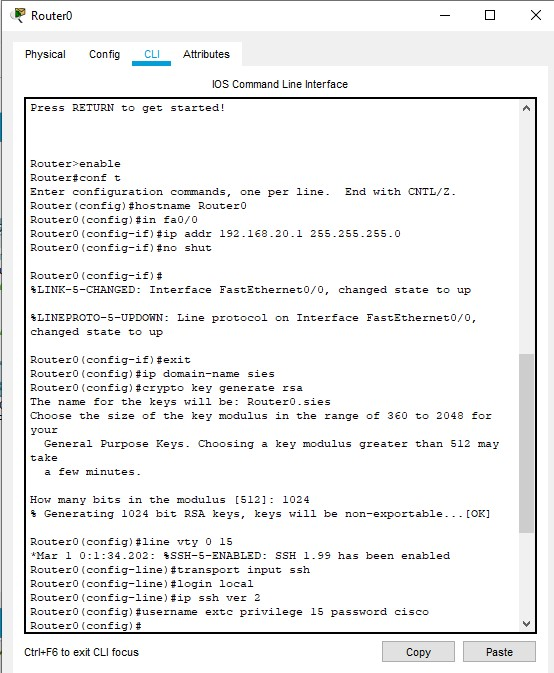 Router0
Physical Config CLI Attributes
IOS Command Line Interface
Press RETURN to get started!
Router>enable
Router#conf t
Enter configuration commands, one per line.  End with CNTL/Z.
Router(config)#hostname Router0
Router0(config)#in fa0/0
Router0(config-if)#ip addr 192.168.20.1 255.255.255.0
Router0(config-if)#no shut
Router0(config-if)#
%LINK-5-CHANGED: Interface FastEthernet0/0, changed state to up
%LINEPROTO-5-UPDOWN: Line protocol on Interface FastEthernet0/0,
changed state to up
Router0(config-if)#exit
Router0(config)#ip domain-name sies
Router0(config)#crypto key generate rsa
The name for the keys will be: Router0.sies
Choose the size of the key modulus in the range of 360 to 2048 for
your
General Purpose Keys. Choosing a key modulus greater than 512 may
take
a few minutes.
How many bits in the modulus [512]: 1024
% Generating 1024 bit RSA keys, keys will be non-exportable...[OK]
Router0(config)#line vty 0 15
*Mar 1 0:1:34.202: %SSH-5-ENABLED: SSH 1.99 has been enabled
Router0(config-line)#transport input ssh
Router0(config-line)#login local
Router0(config-line)#ip ssh ver 2
Router0(config)#username extc privilege 15 password cisco
Router0(config)#
Ctrl+F6 to exit CLI focus
Copy Paste